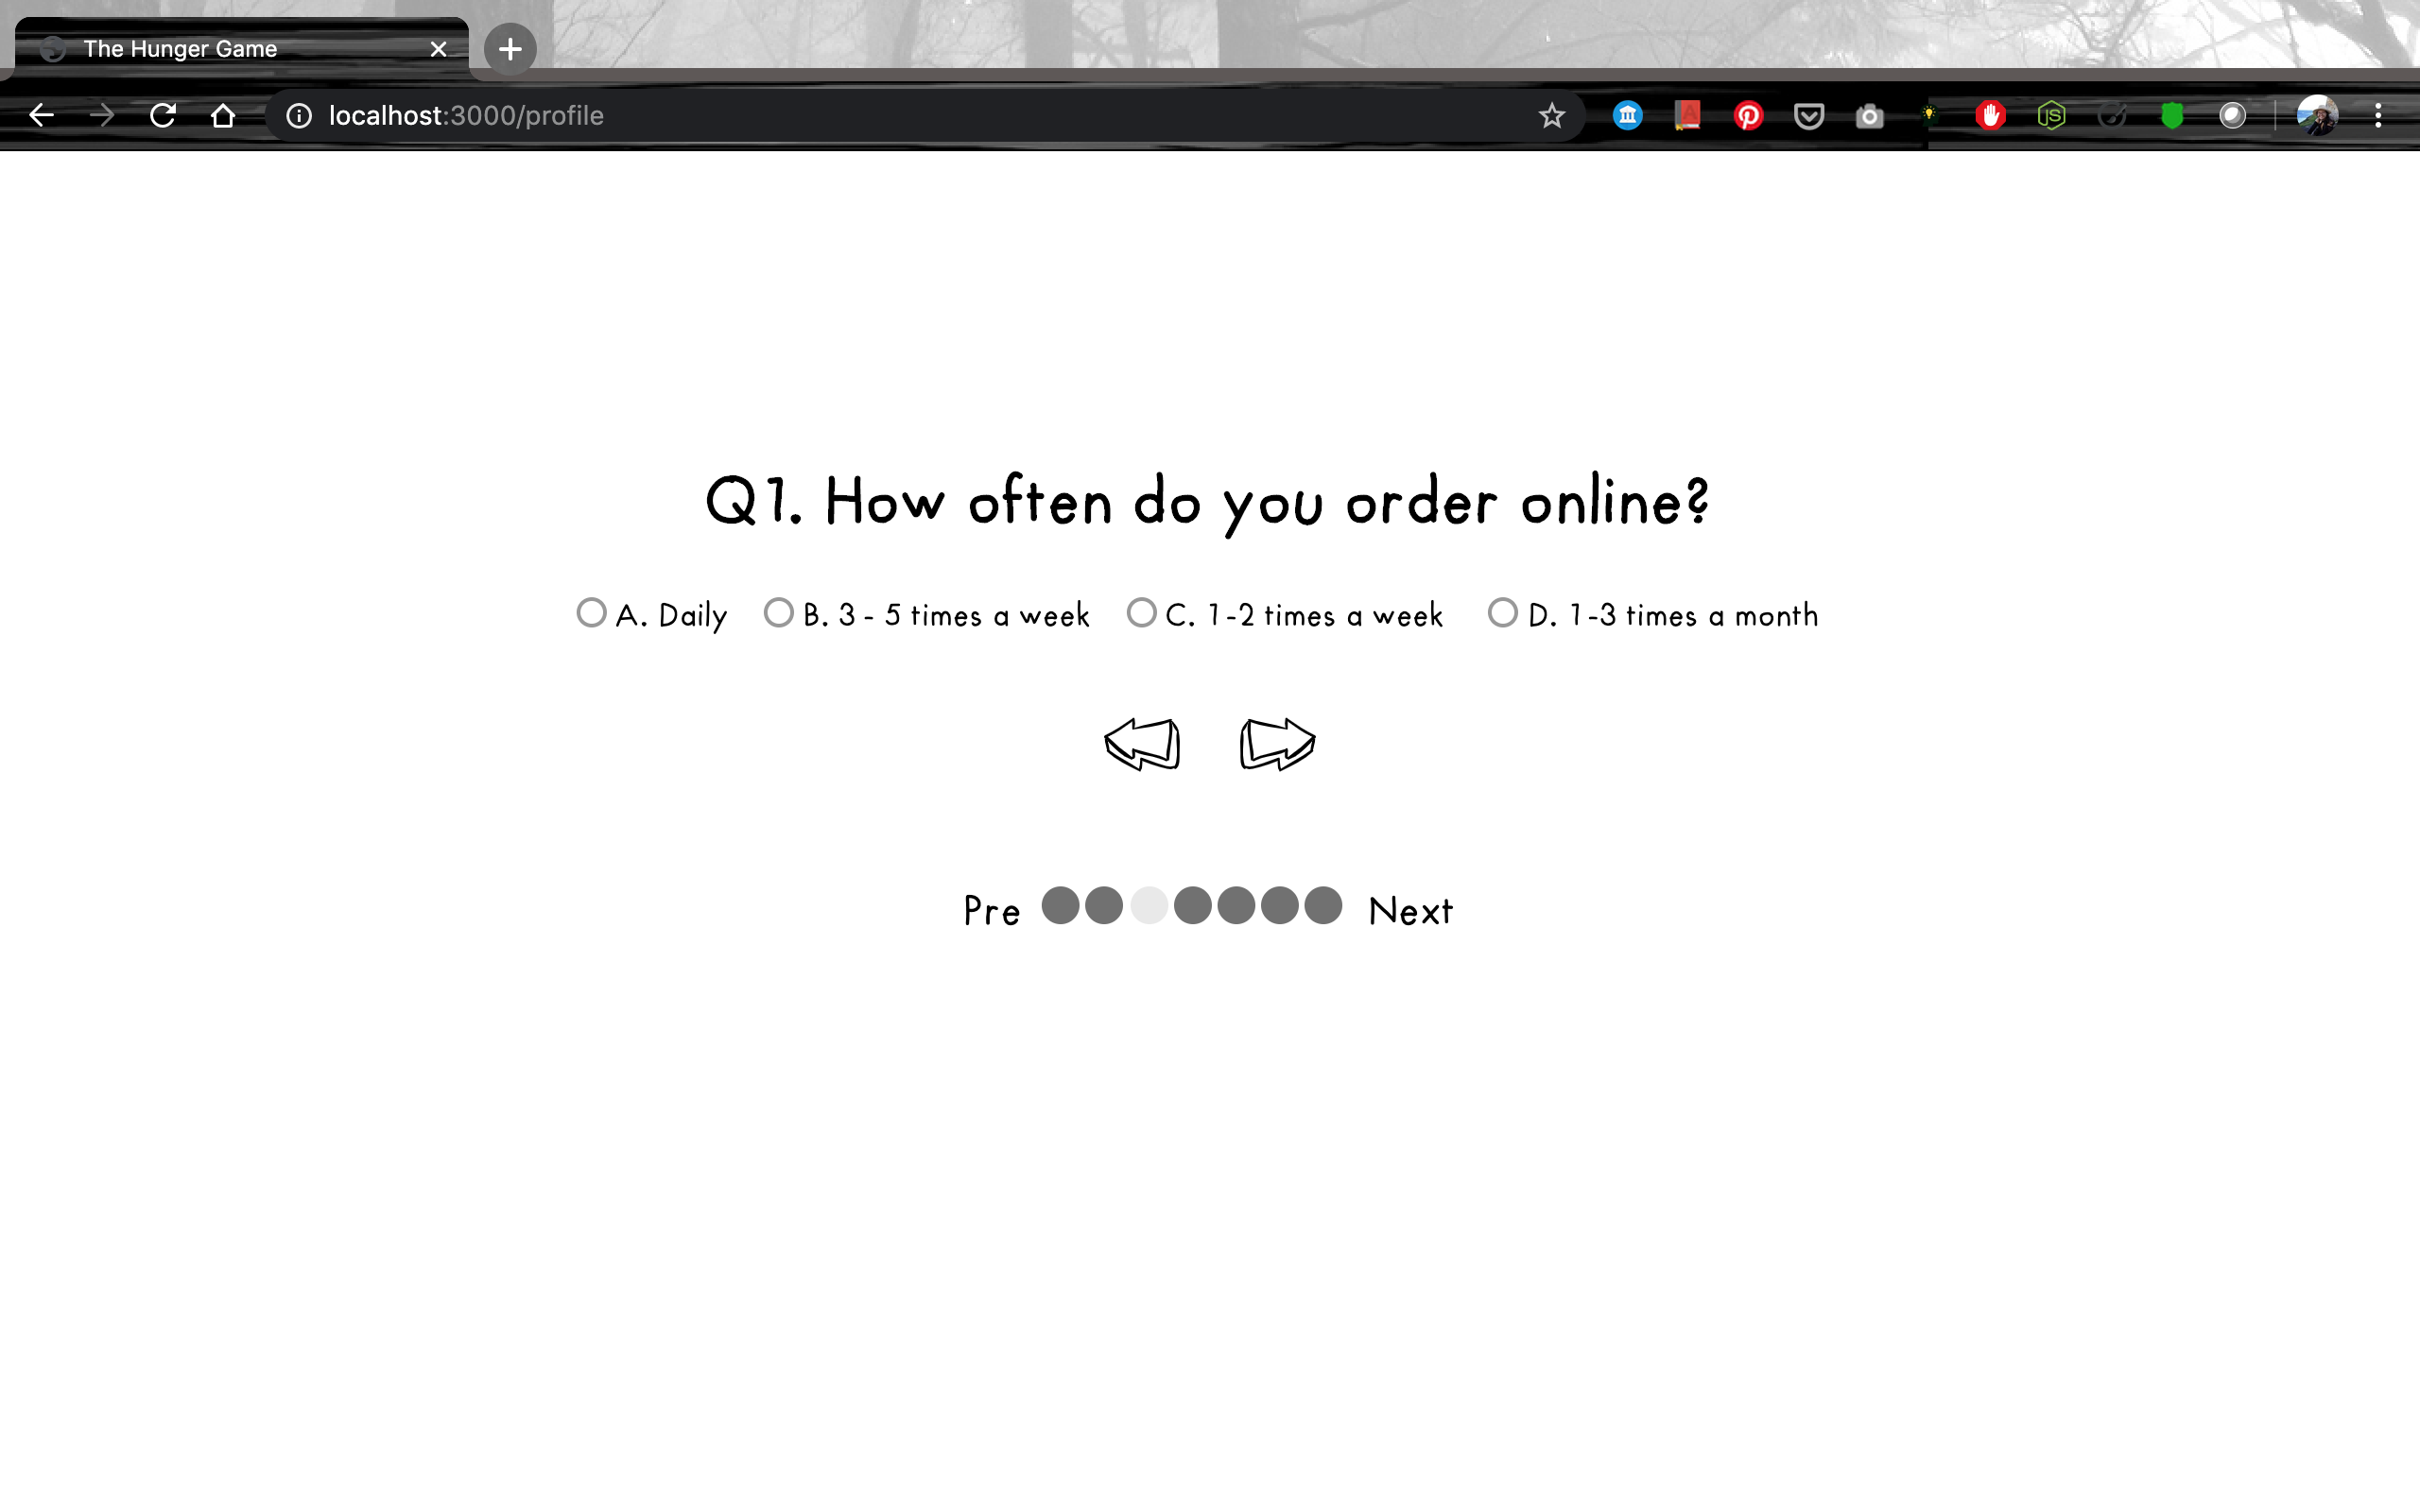 The Hunger Game
localhost:3000/profile
Q1. How often do you order online?
A. Daily B. 3 - 5 times a week C. 1-2 times a week D. 1-3 times a month
Pre Next